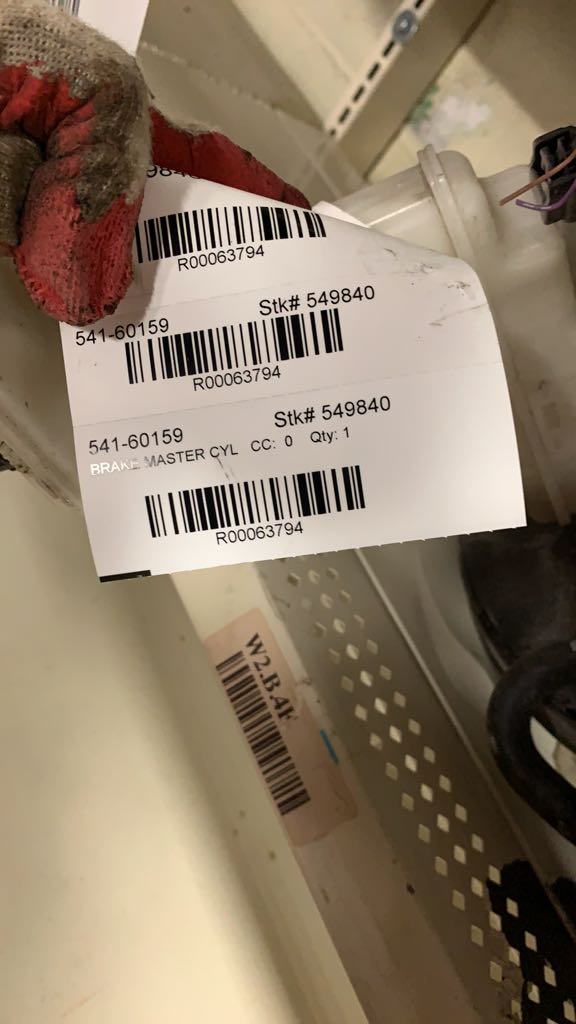 R00063794
541-60159 Stk# 549840
R00063794
541-60159 Stk# 549840
BRAKE MASTER CYL CC: 0 Qty: 1
R00063794
W2.B.4F